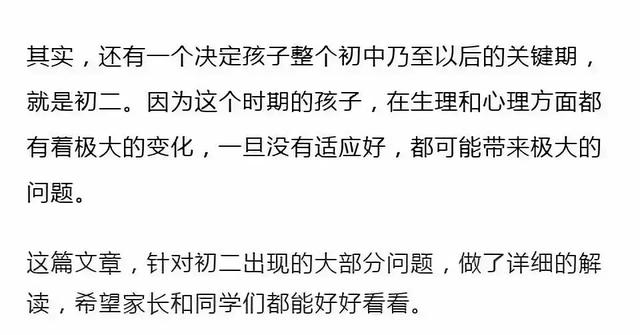 其实，还有一个决定孩子整个初中乃至以后的关键期，
就是初二。因为这个时期的孩子，在生理和心理方面都
有着极大的变化，一旦没有适应好，都可能带来极大的
问题。
这篇文章，针对初二出现的大部分问题，做了详细的解
读，希望家长和同学们都能好好看看。